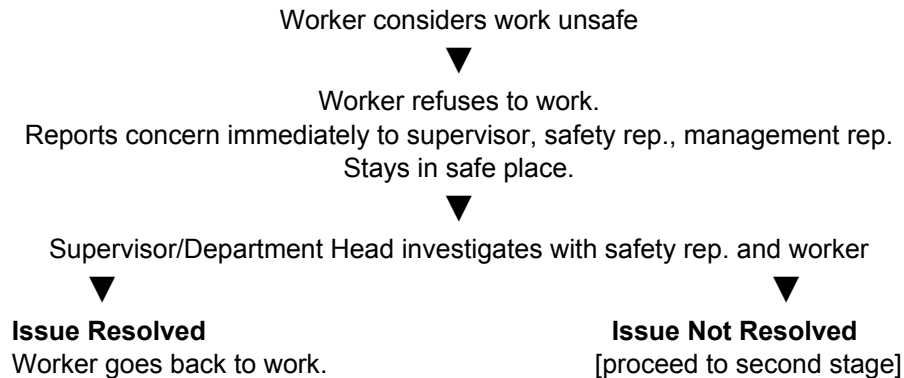 Worker considers work unsafe
▼
Worker refuses to work.
Reports concern immediately to supervisor, safety rep., management rep.
Stays in safe place.
▼
Supervisor/Department Head investigates with safety rep. and worker
▼ ▼
Issue Resolved Issue Not Resolved
Worker goes back to work. [proceed to second stage]